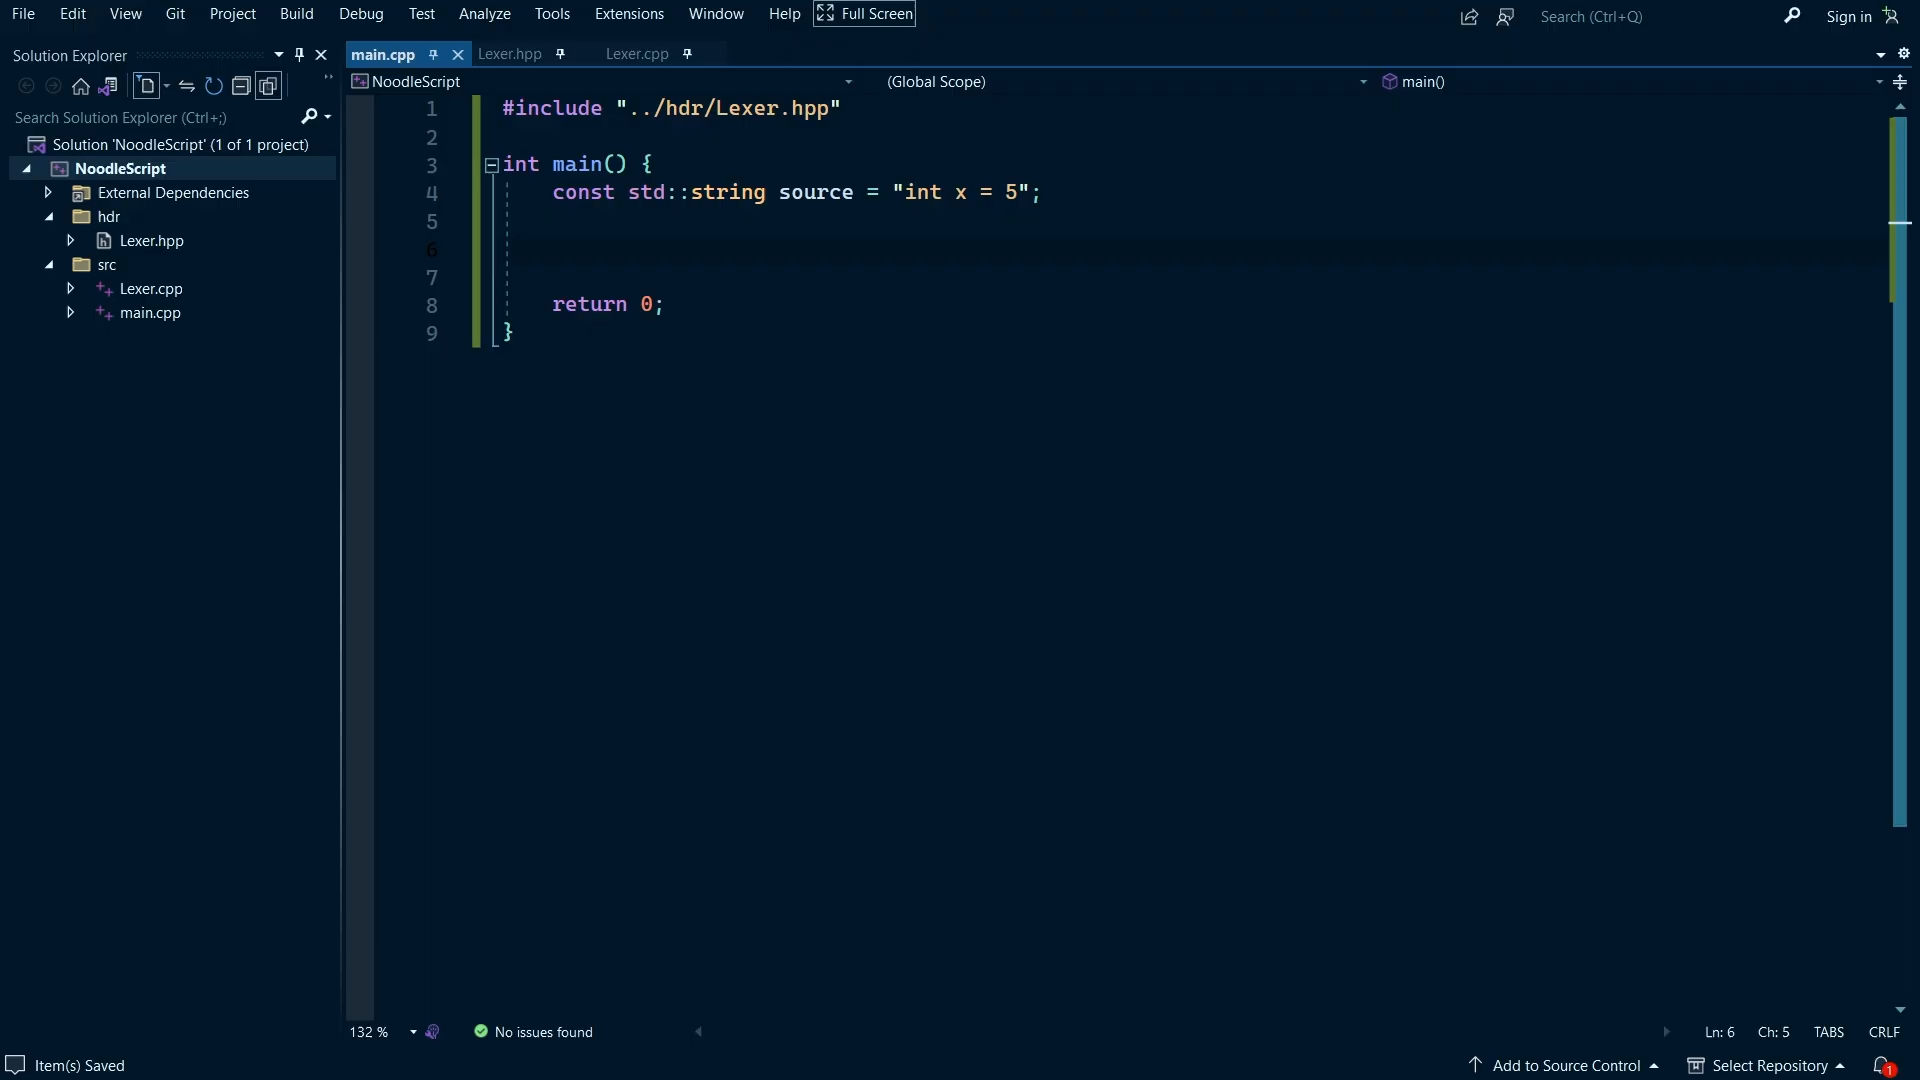 File Edit View Git Project Build Debug Test Analyze Tools Extensions Window Help Full Screen Search (Ctrl+Q) Sign in
Solution Explorer
main.cpp Lexer.hpp Lexer.cpp
NoodleScript (Global Scope) main()
Search Solution Explorer (Ctrl+;)
Solution 'NoodleScript' (1 of 1 project)
NoodleScript
External Dependencies
hdr
Lexer.hpp
src
Lexer.cpp
main.cpp
1 #include "../hdr/Lexer.hpp"
2
3 int main() {
4 const std::string source = "int x = 5";
5
6
7
8 return 0;
9 }
132 % No issues found Ln: 6 Ch: 5 TABS CRLF
Item(s) Saved Add to Source Control Select Repository 1